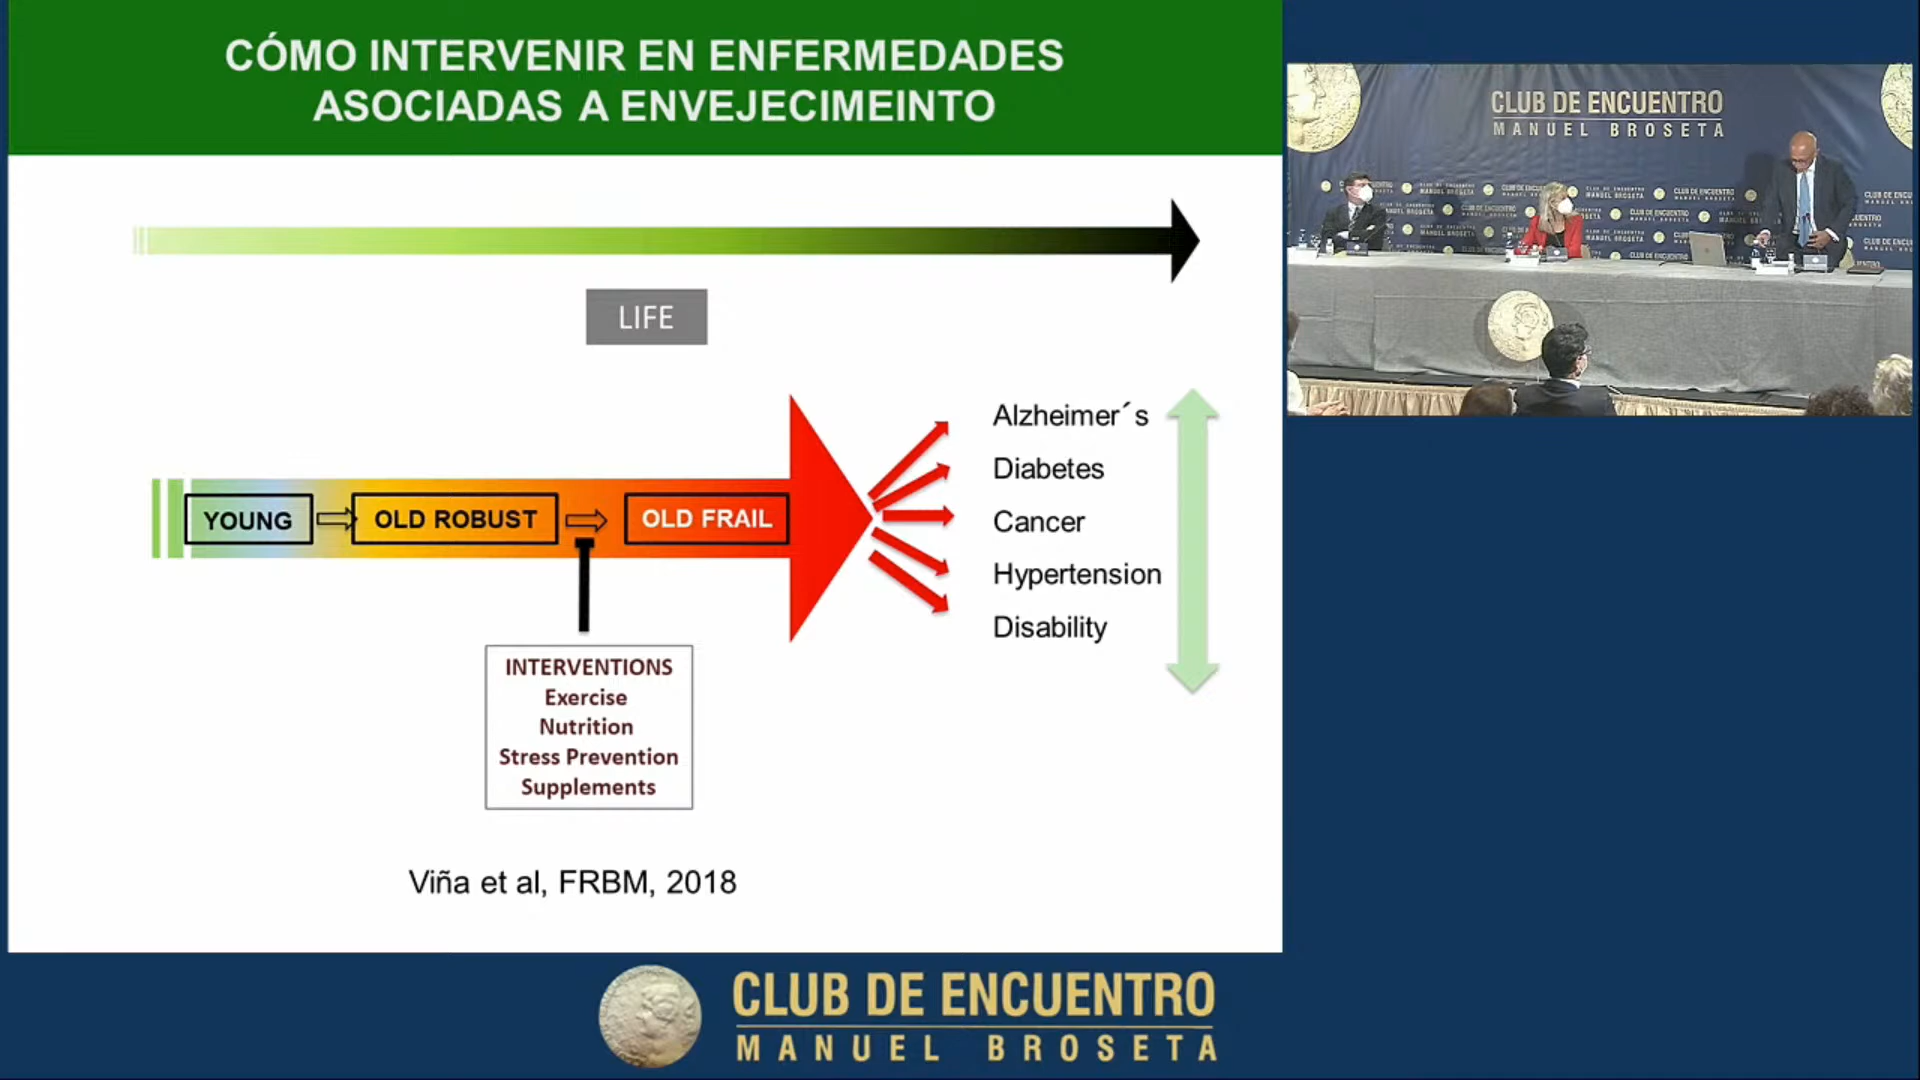 CÓMO INTERVENIR EN ENFERMEDADES
ASOCIADAS A ENVEJECIMEINTO
LIFE
YOUNG
OLD ROBUST
OLD FRAIL
Alzheimer´s
Diabetes
Cancer
Hypertension
Disability
INTERVENTIONS
Exercise
Nutrition
Stress Prevention
Supplements
Viña et al, FRBM, 2018
CLUB DE ENCUENTRO
MANUEL BROSETA
CLUB DE ENCUENTRO
MANUEL BROSETA